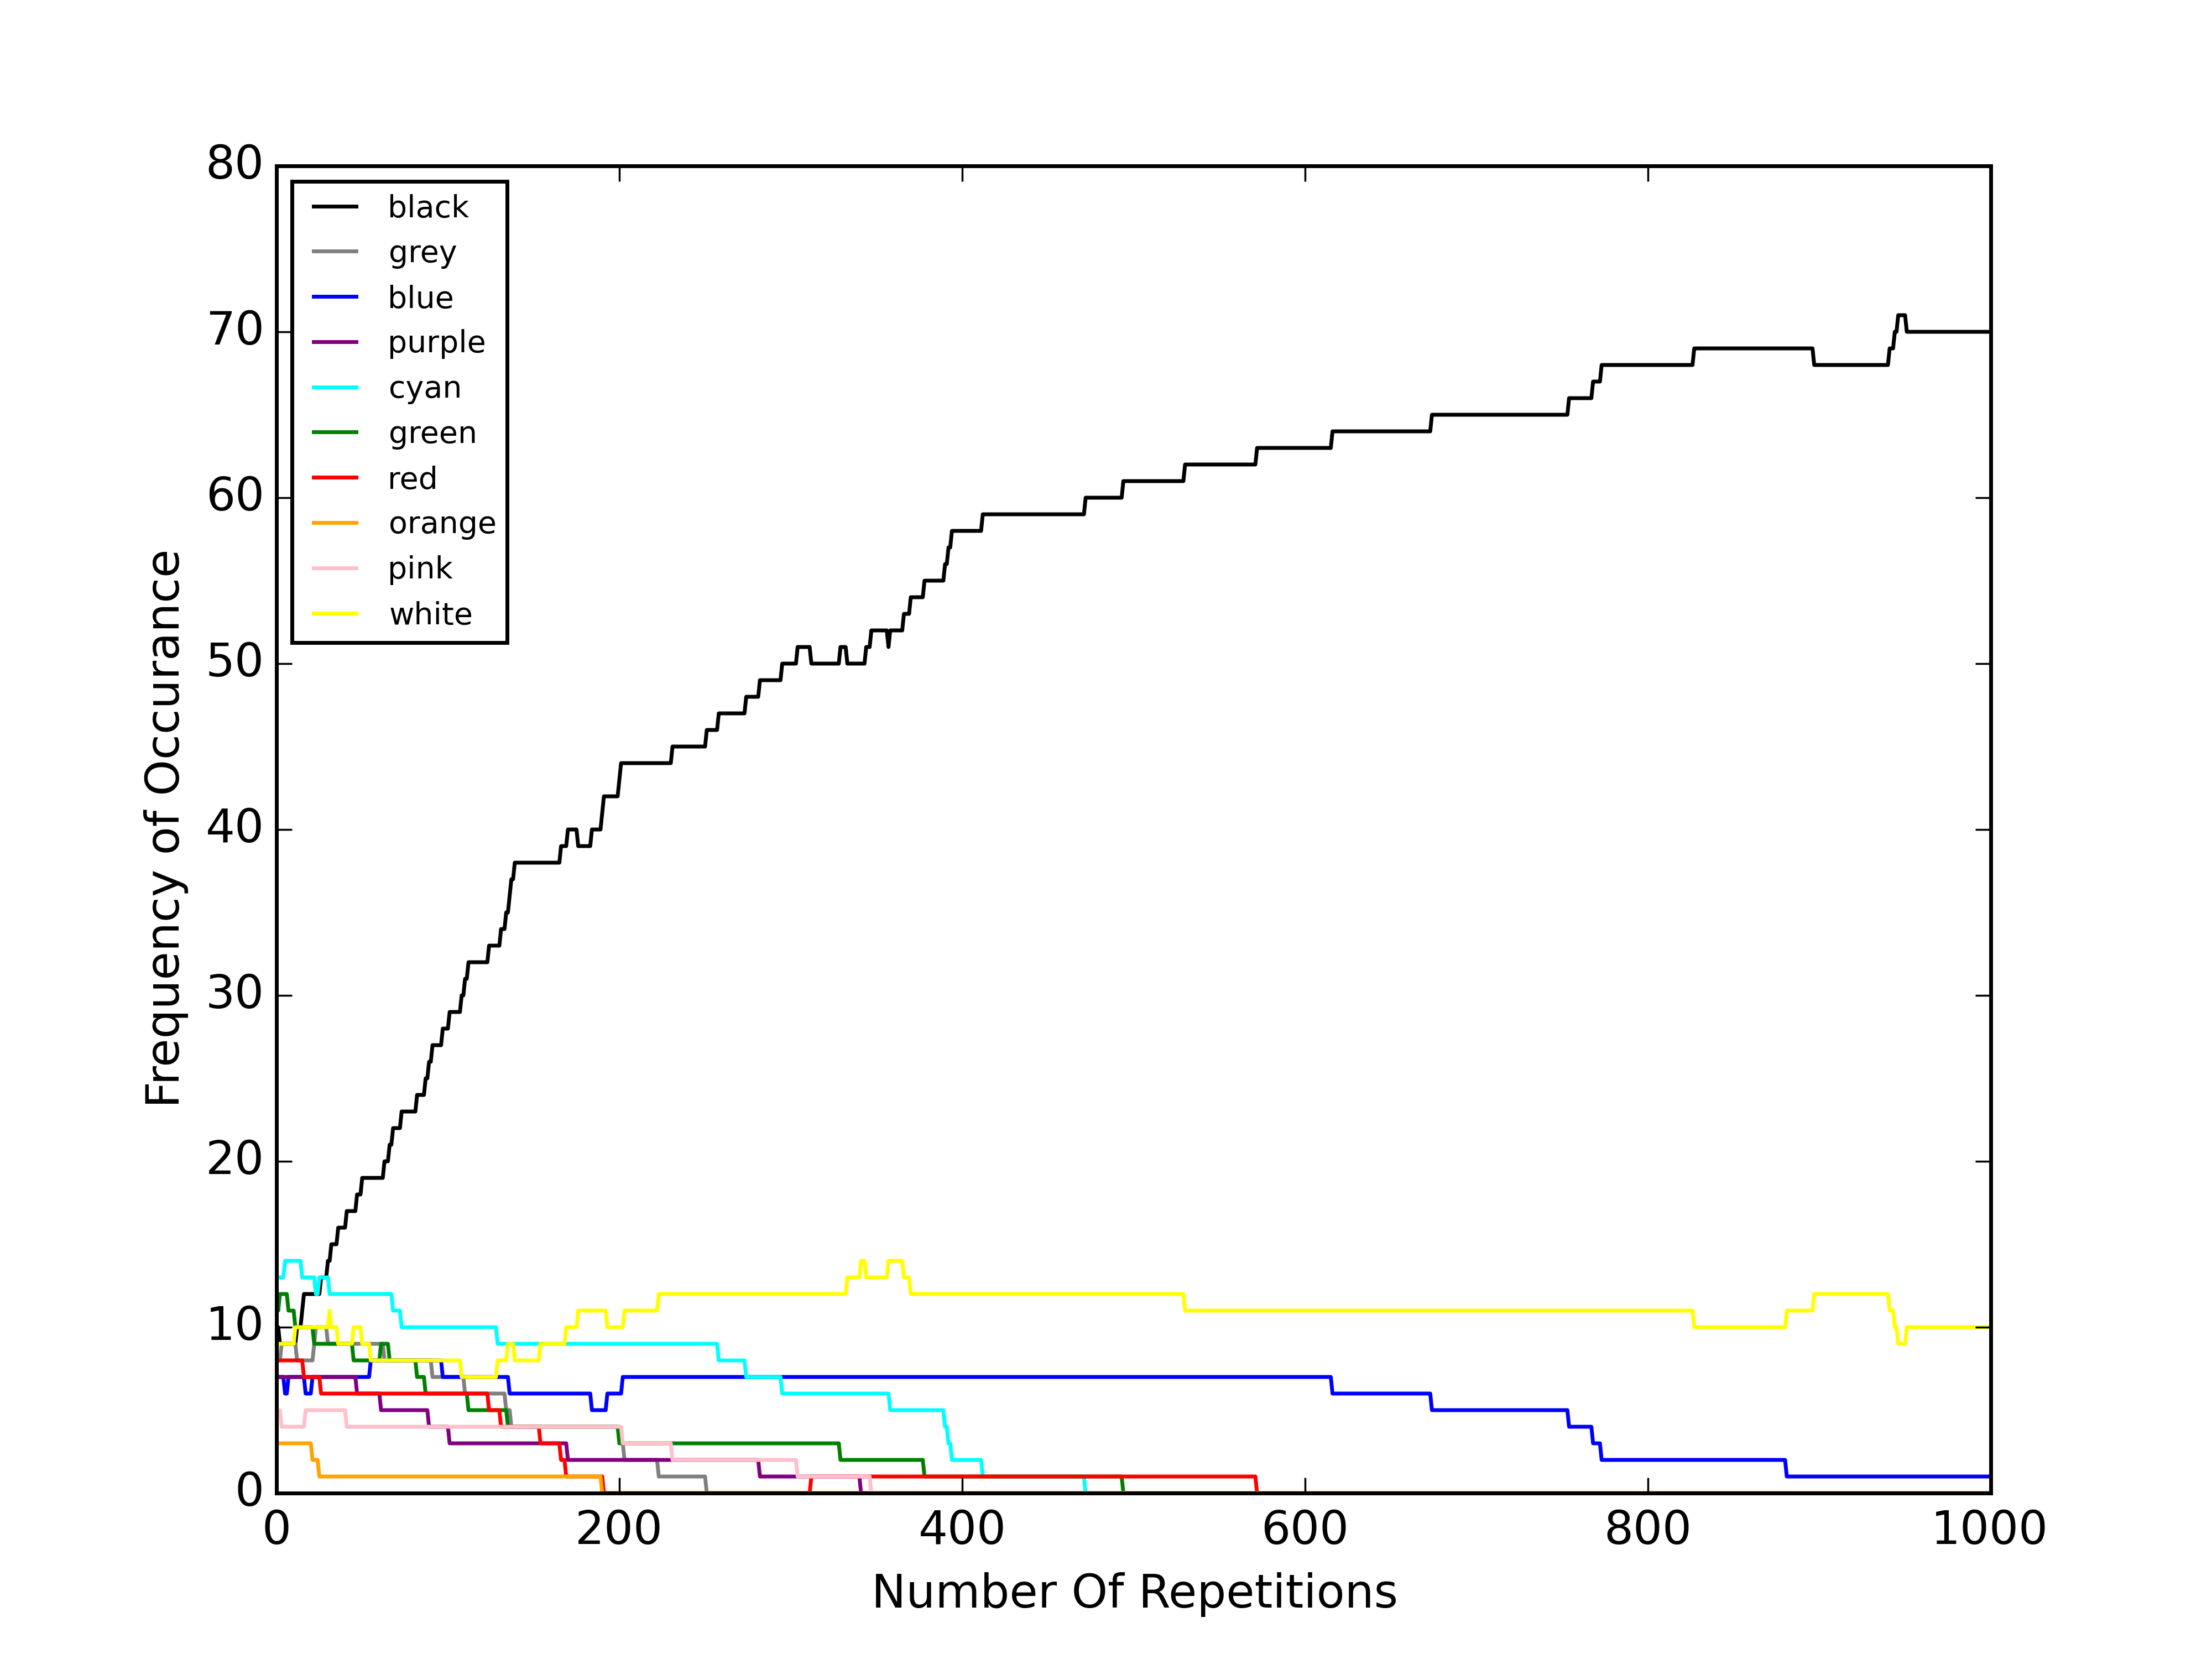 80
70
60
50
40
30
20
10
0
black
grey
blue
purple
cyan
green
red
orange
pink
white
Frequency of Occurance
0 200 400 600 800 1000
Number Of Repetitions